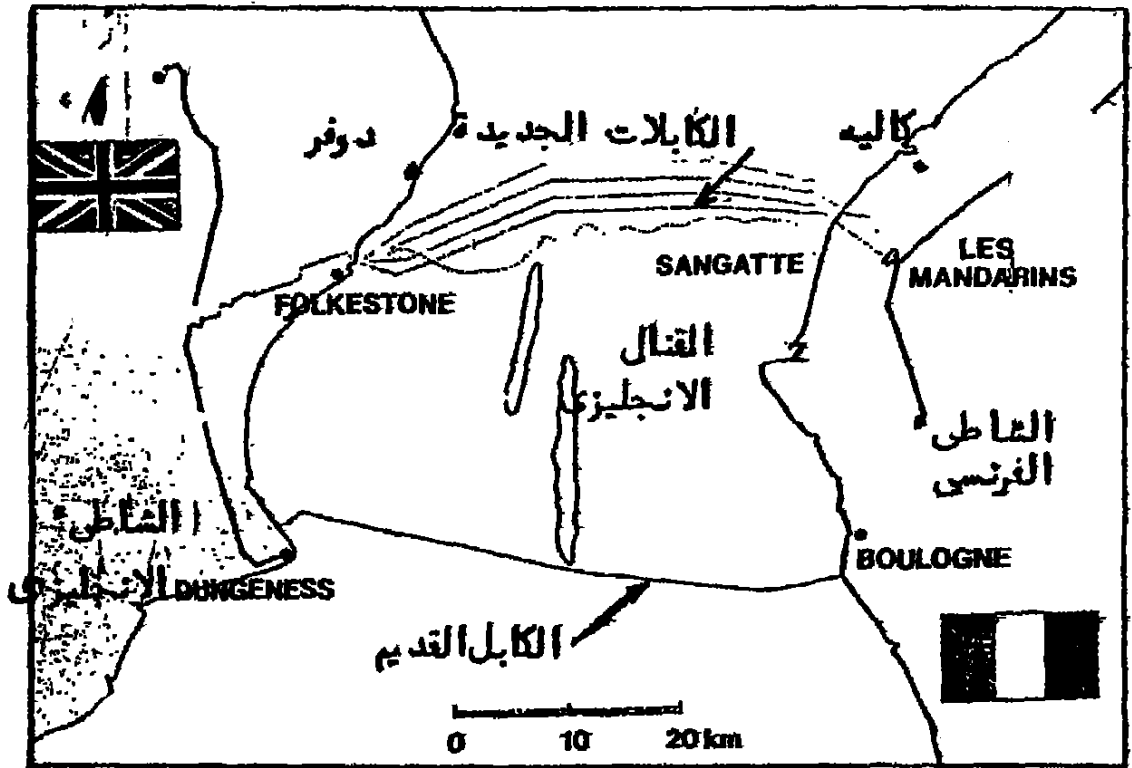 دوفر
الكابلات الجديدة
كاليه
FOLKESTONE
SANGATTE
LES
MANDARINS
القنال
الانجليزى
الشاطى
الفرنسى
الشاطئ
الانجليزى
DUNGENESS
BOULOGNE
الكابل القديم
0 10 20 km